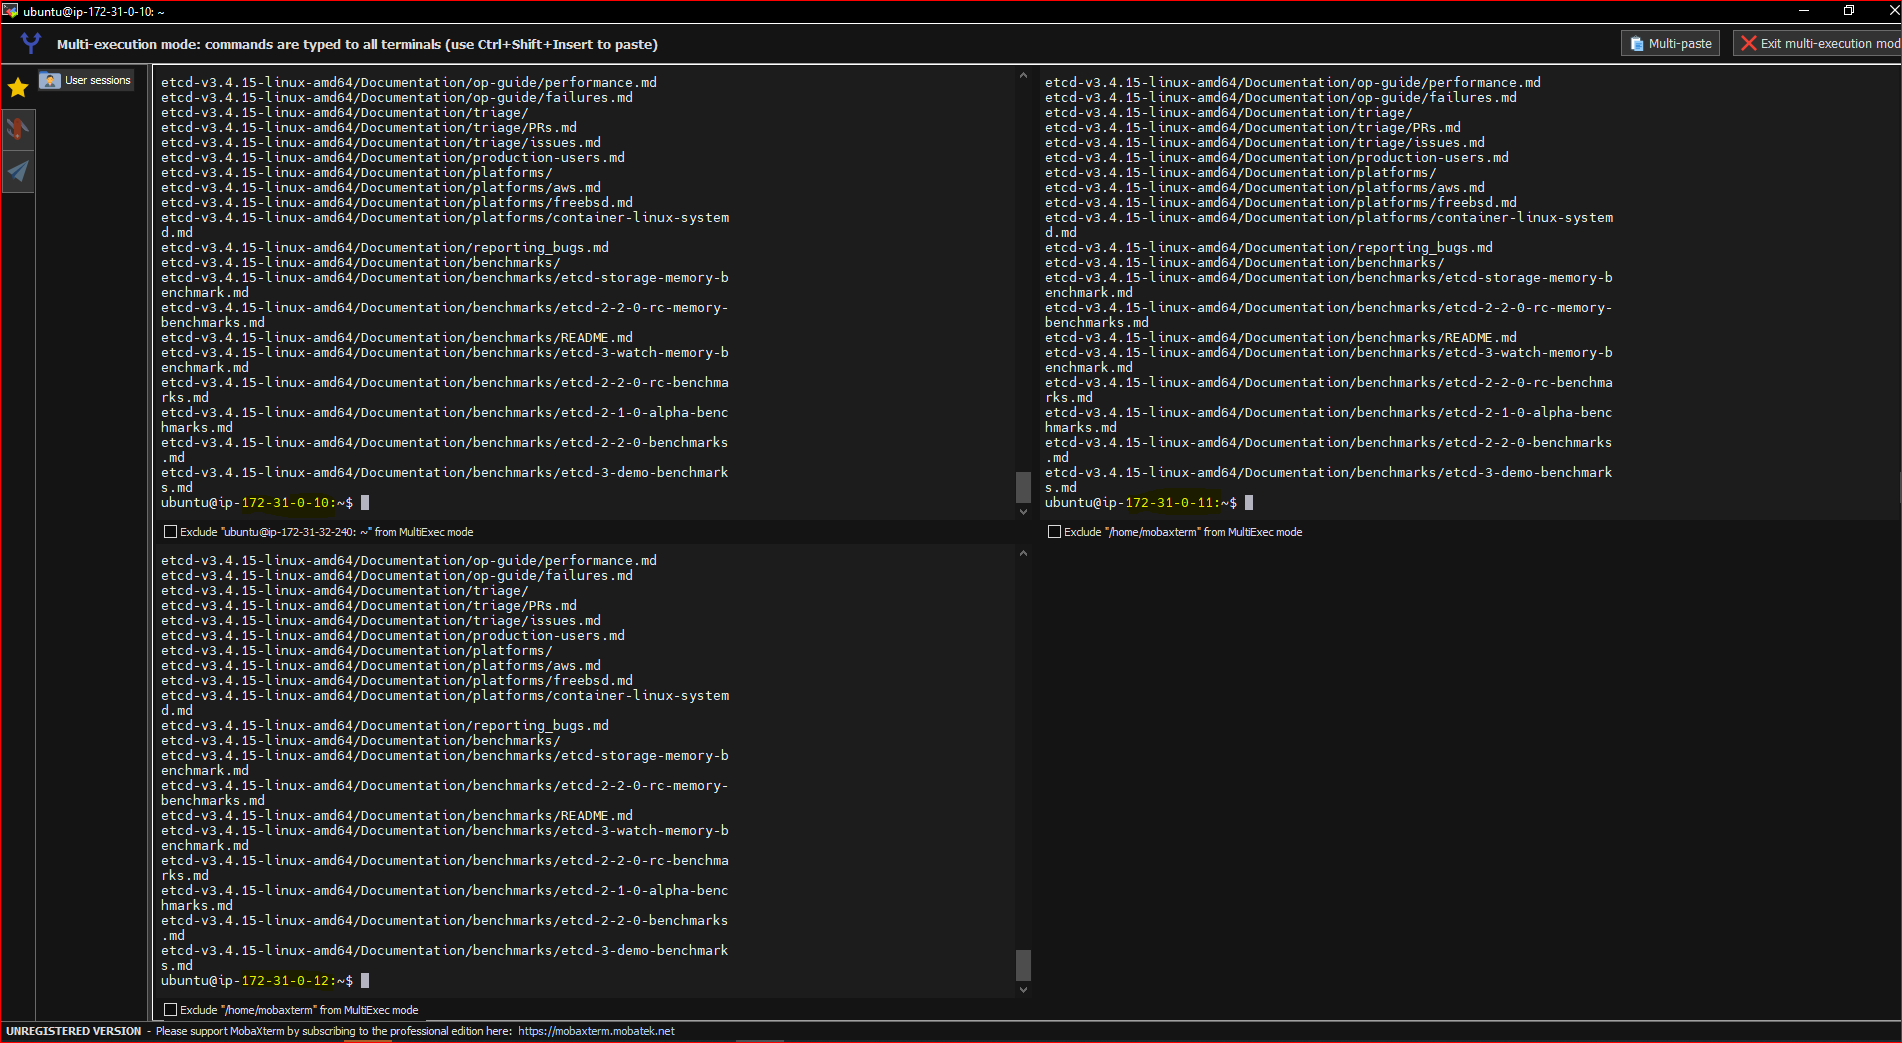 ubuntu@ip-172-31-0-10: ~
Multi-execution mode: commands are typed to all terminals (use Ctrl+Shift+Insert to paste)
Multi-paste
Exit multi-execution mod
User sessions
etcd-v3.4.15-linux-amd64/Documentation/op-guide/performance.md
etcd-v3.4.15-linux-amd64/Documentation/op-guide/failures.md
etcd-v3.4.15-linux-amd64/Documentation/triage/
etcd-v3.4.15-linux-amd64/Documentation/triage/PRs.md
etcd-v3.4.15-linux-amd64/Documentation/triage/issues.md
etcd-v3.4.15-linux-amd64/Documentation/production-users.md
etcd-v3.4.15-linux-amd64/Documentation/platforms/
etcd-v3.4.15-linux-amd64/Documentation/platforms/aws.md
etcd-v3.4.15-linux-amd64/Documentation/platforms/freebsd.md
etcd-v3.4.15-linux-amd64/Documentation/platforms/container-linux-system
d.md
etcd-v3.4.15-linux-amd64/Documentation/reporting_bugs.md
etcd-v3.4.15-linux-amd64/Documentation/benchmarks/
etcd-v3.4.15-linux-amd64/Documentation/benchmarks/etcd-storage-memory-b
enchmark.md
etcd-v3.4.15-linux-amd64/Documentation/benchmarks/etcd-2-2-0-rc-memory-
benchmarks.md
etcd-v3.4.15-linux-amd64/Documentation/benchmarks/README.md
etcd-v3.4.15-linux-amd64/Documentation/benchmarks/etcd-3-watch-memory-b
enchmark.md
etcd-v3.4.15-linux-amd64/Documentation/benchmarks/etcd-2-2-0-rc-benchma
rks.md
etcd-v3.4.15-linux-amd64/Documentation/benchmarks/etcd-2-1-0-alpha-benc
hmarks.md
etcd-v3.4.15-linux-amd64/Documentation/benchmarks/etcd-2-2-0-benchmarks
.md
etcd-v3.4.15-linux-amd64/Documentation/benchmarks/etcd-3-demo-benchmark
s.md
ubuntu@ip-172-31-0-10:~$
Exclude "ubuntu@ip-172-31-32-240: ~" from MultiExec mode
etcd-v3.4.15-linux-amd64/Documentation/op-guide/performance.md
etcd-v3.4.15-linux-amd64/Documentation/op-guide/failures.md
etcd-v3.4.15-linux-amd64/Documentation/triage/
etcd-v3.4.15-linux-amd64/Documentation/triage/PRs.md
etcd-v3.4.15-linux-amd64/Documentation/triage/issues.md
etcd-v3.4.15-linux-amd64/Documentation/production-users.md
etcd-v3.4.15-linux-amd64/Documentation/platforms/
etcd-v3.4.15-linux-amd64/Documentation/platforms/aws.md
etcd-v3.4.15-linux-amd64/Documentation/platforms/freebsd.md
etcd-v3.4.15-linux-amd64/Documentation/platforms/container-linux-system
d.md
etcd-v3.4.15-linux-amd64/Documentation/reporting_bugs.md
etcd-v3.4.15-linux-amd64/Documentation/benchmarks/
etcd-v3.4.15-linux-amd64/Documentation/benchmarks/etcd-storage-memory-b
enchmark.md
etcd-v3.4.15-linux-amd64/Documentation/benchmarks/etcd-2-2-0-rc-memory-
benchmarks.md
etcd-v3.4.15-linux-amd64/Documentation/benchmarks/README.md
etcd-v3.4.15-linux-amd64/Documentation/benchmarks/etcd-3-watch-memory-b
enchmark.md
etcd-v3.4.15-linux-amd64/Documentation/benchmarks/etcd-2-2-0-rc-benchma
rks.md
etcd-v3.4.15-linux-amd64/Documentation/benchmarks/etcd-2-1-0-alpha-benc
hmarks.md
etcd-v3.4.15-linux-amd64/Documentation/benchmarks/etcd-2-2-0-benchmarks
.md
etcd-v3.4.15-linux-amd64/Documentation/benchmarks/etcd-3-demo-benchmark
s.md
ubuntu@ip-172-31-0-11:~$
Exclude "/home/mobaxterm" from MultiExec mode
etcd-v3.4.15-linux-amd64/Documentation/op-guide/performance.md
etcd-v3.4.15-linux-amd64/Documentation/op-guide/failures.md
etcd-v3.4.15-linux-amd64/Documentation/triage/
etcd-v3.4.15-linux-amd64/Documentation/triage/PRs.md
etcd-v3.4.15-linux-amd64/Documentation/triage/issues.md
etcd-v3.4.15-linux-amd64/Documentation/production-users.md
etcd-v3.4.15-linux-amd64/Documentation/platforms/
etcd-v3.4.15-linux-amd64/Documentation/platforms/aws.md
etcd-v3.4.15-linux-amd64/Documentation/platforms/freebsd.md
etcd-v3.4.15-linux-amd64/Documentation/platforms/container-linux-system
d.md
etcd-v3.4.15-linux-amd64/Documentation/reporting_bugs.md
etcd-v3.4.15-linux-amd64/Documentation/benchmarks/
etcd-v3.4.15-linux-amd64/Documentation/benchmarks/etcd-storage-memory-b
enchmark.md
etcd-v3.4.15-linux-amd64/Documentation/benchmarks/etcd-2-2-0-rc-memory-
benchmarks.md
etcd-v3.4.15-linux-amd64/Documentation/benchmarks/README.md
etcd-v3.4.15-linux-amd64/Documentation/benchmarks/etcd-3-watch-memory-b
enchmark.md
etcd-v3.4.15-linux-amd64/Documentation/benchmarks/etcd-2-2-0-rc-benchma
rks.md
etcd-v3.4.15-linux-amd64/Documentation/benchmarks/etcd-2-1-0-alpha-benc
hmarks.md
etcd-v3.4.15-linux-amd64/Documentation/benchmarks/etcd-2-2-0-benchmarks
.md
etcd-v3.4.15-linux-amd64/Documentation/benchmarks/etcd-3-demo-benchmark
s.md
ubuntu@ip-172-31-0-12:~$
Exclude "/home/mobaxterm" from MultiExec mode
UNREGISTERED VERSION - Please support MobaXterm by subscribing to the professional edition here: https://mobaxterm.mobatek.net